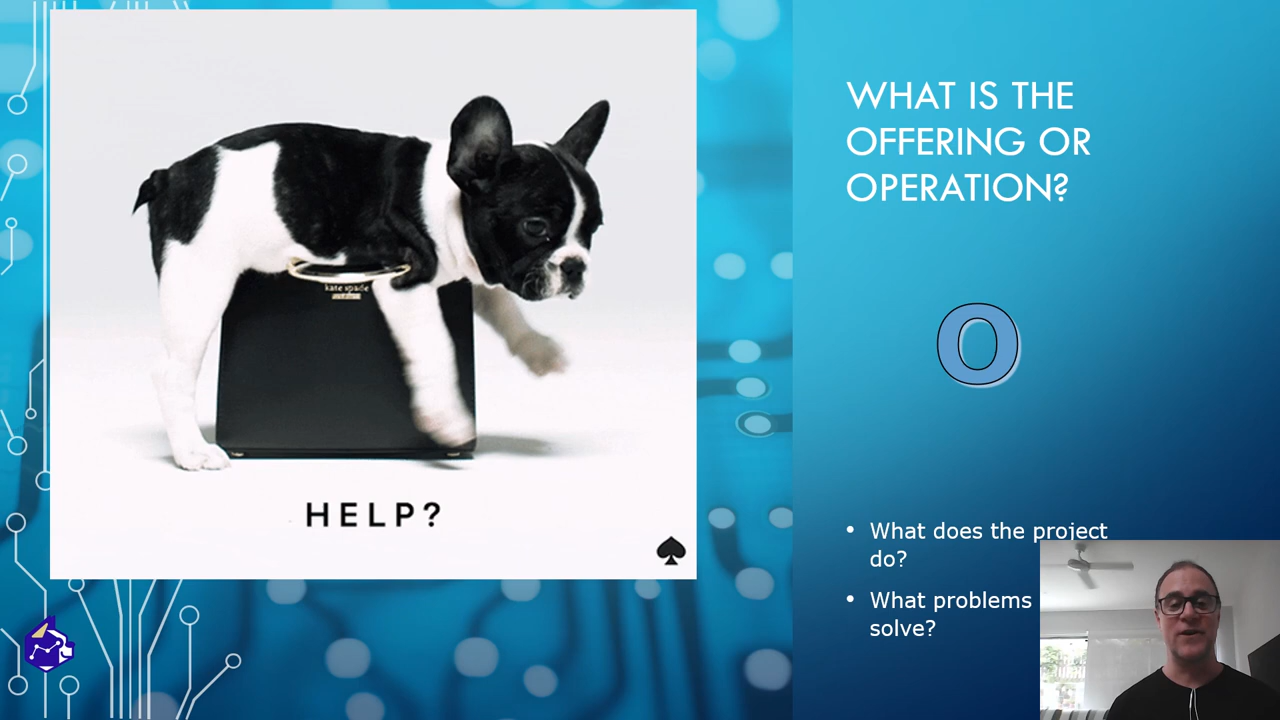 WHAT IS THE
OFFERING OR
OPERATION?
kate spade
HELP?
O
• What does the project
do?
• What problems
solve?